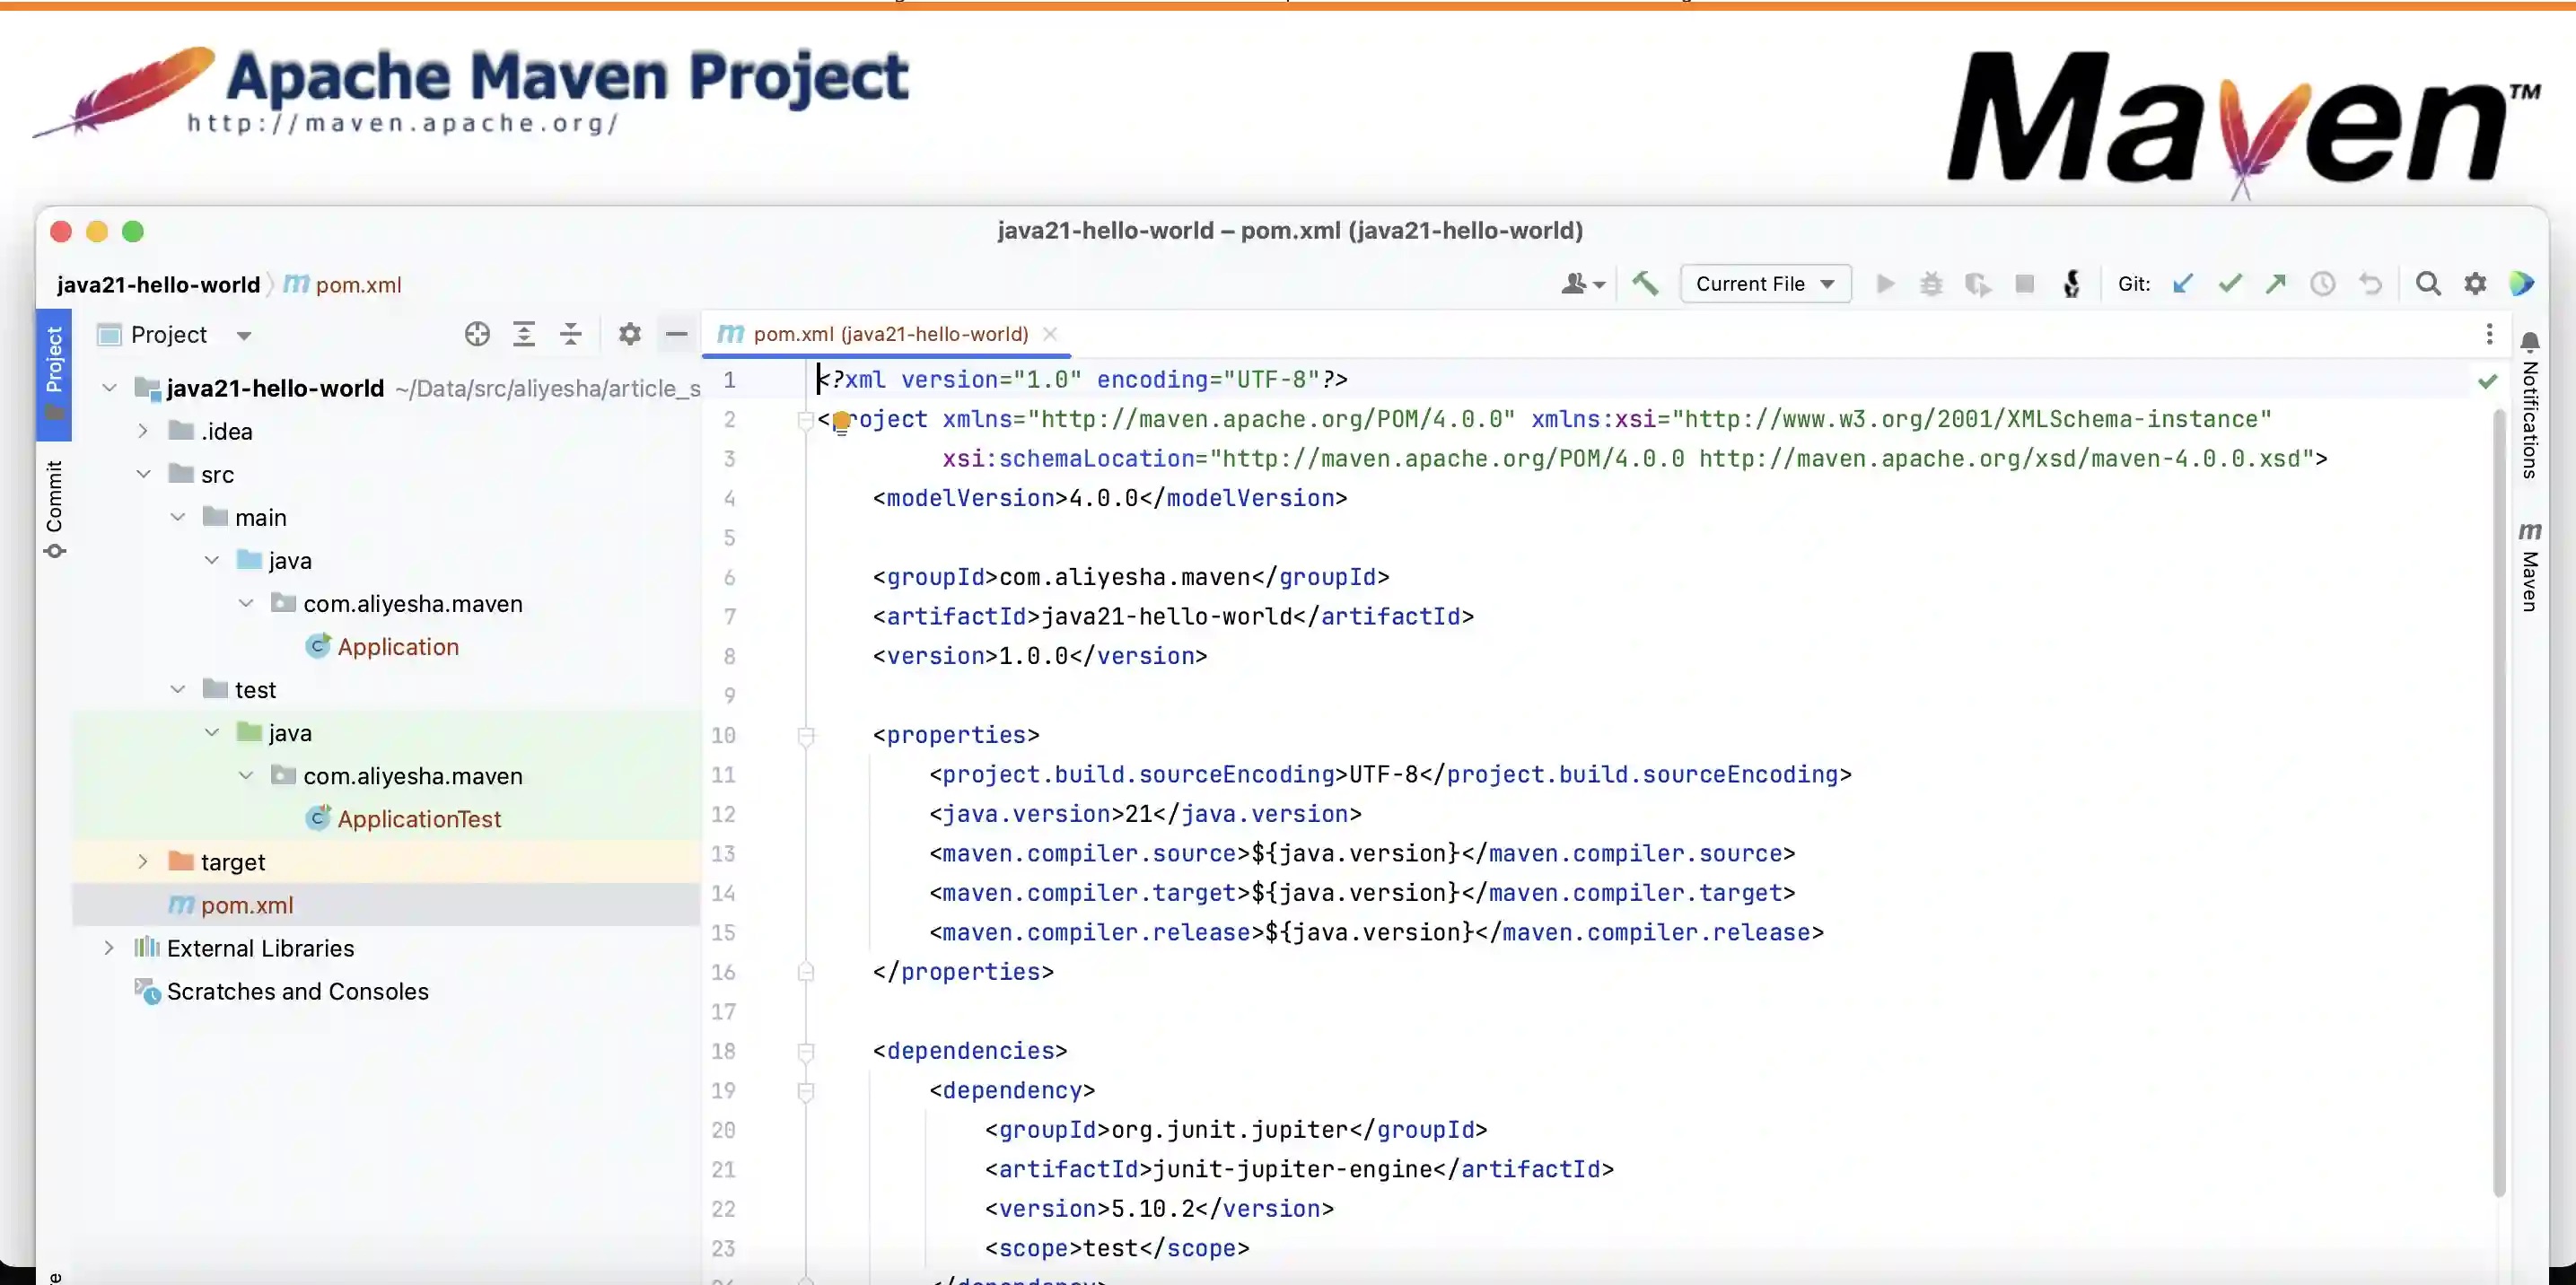 Apache Maven Project
http://maven.apache.org/
Maven™
java21-hello-world – pom.xml (java21-hello-world)
java21-hello-world pom.xml
Current File
Git:
Project
Commit
Project
java21-hello-world ~/Data/src/aliyesha/article_s
.idea
src
main
java
com.aliyesha.maven
Application
test
java
com.aliyesha.maven
ApplicationTest
target
pom.xml
External Libraries
Scratches and Consoles
pom.xml (java21-hello-world)
1 <?xml version="1.0" encoding="UTF-8"?>
2 <project xmlns="http://maven.apache.org/POM/4.0.0" xmlns:xsi="http://www.w3.org/2001/XMLSchema-instance"
3 xsi:schemaLocation="http://maven.apache.org/POM/4.0.0 http://maven.apache.org/xsd/maven-4.0.0.xsd">
4 <modelVersion>4.0.0</modelVersion>
5
6 <groupId>com.aliyesha.maven</groupId>
7 <artifactId>java21-hello-world</artifactId>
8 <version>1.0.0</version>
9
10 <properties>
11 <project.build.sourceEncoding>UTF-8</project.build.sourceEncoding>
12 <java.version>21</java.version>
13 <maven.compiler.source>${java.version}</maven.compiler.source>
14 <maven.compiler.target>${java.version}</maven.compiler.target>
15 <maven.compiler.release>${java.version}</maven.compiler.release>
16 </properties>
17
18 <dependencies>
19 <dependency>
20 <groupId>org.junit.jupiter</groupId>
21 <artifactId>junit-jupiter-engine</artifactId>
22 <version>5.10.2</version>
23 <scope>test</scope>
</dependency>
Notifications
Maven